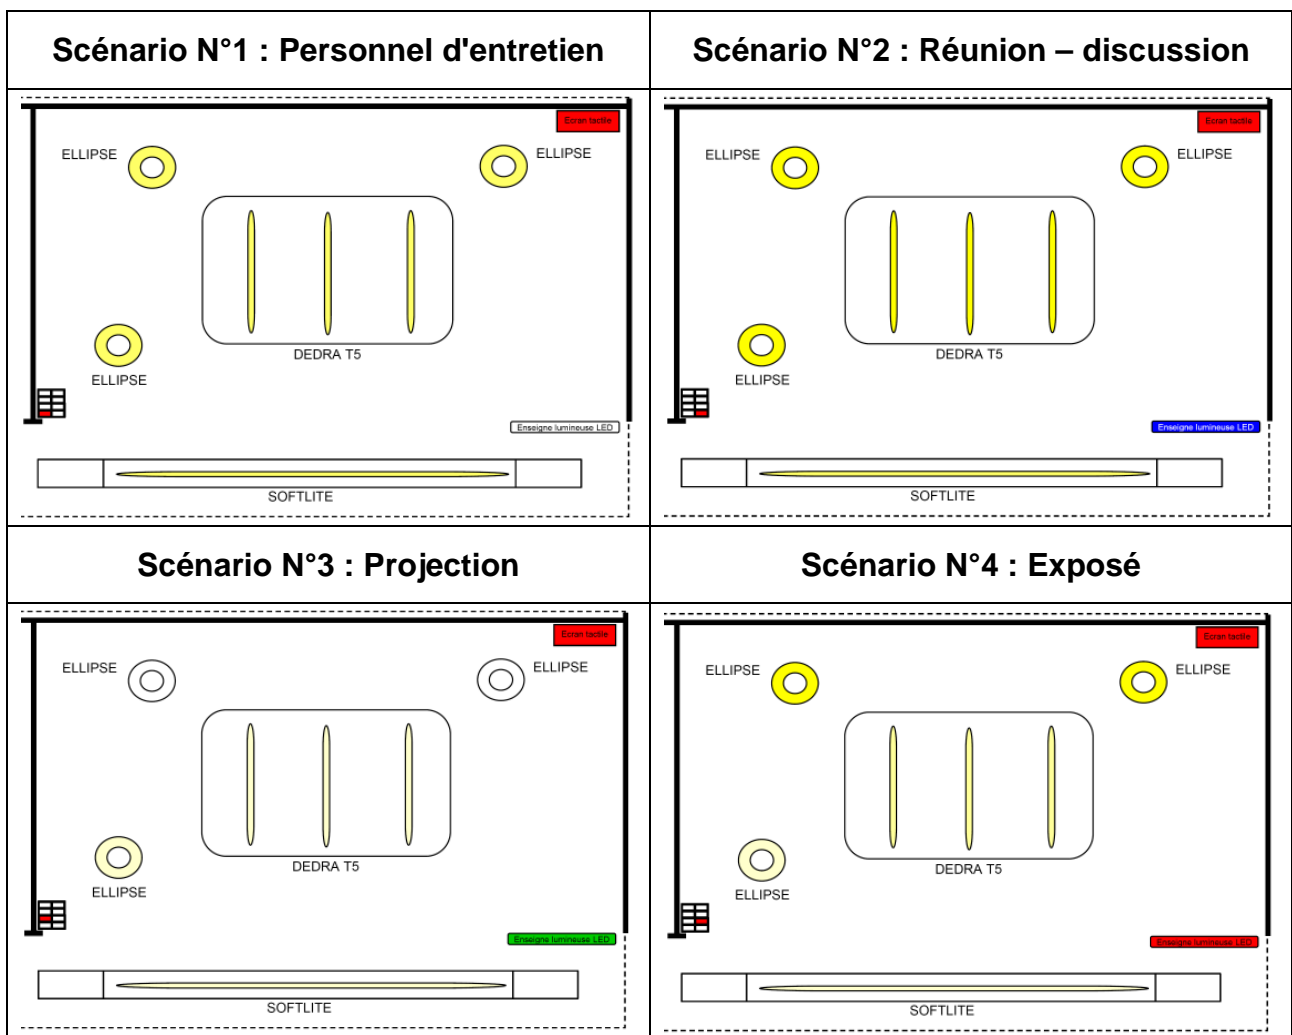 Scénario N°1 : Personnel d'entretien
Scénario N°2 : Réunion – discussion
Ecran tactile
ELLIPSE
ELLIPSE
DEDRA T5
ELLIPSE
Enseigne lumineuse LED
SOFTLITE
Ecran tactile
ELLIPSE
ELLIPSE
DEDRA T5
ELLIPSE
Enseigne lumineuse LED
SOFTLITE
Scénario N°3 : Projection
Scénario N°4 : Exposé
Ecran tactile
ELLIPSE
ELLIPSE
DEDRA T5
ELLIPSE
Enseigne lumineuse LED
SOFTLITE
Ecran tactile
ELLIPSE
ELLIPSE
DEDRA T5
ELLIPSE
Enseigne lumineuse LED
SOFTLITE